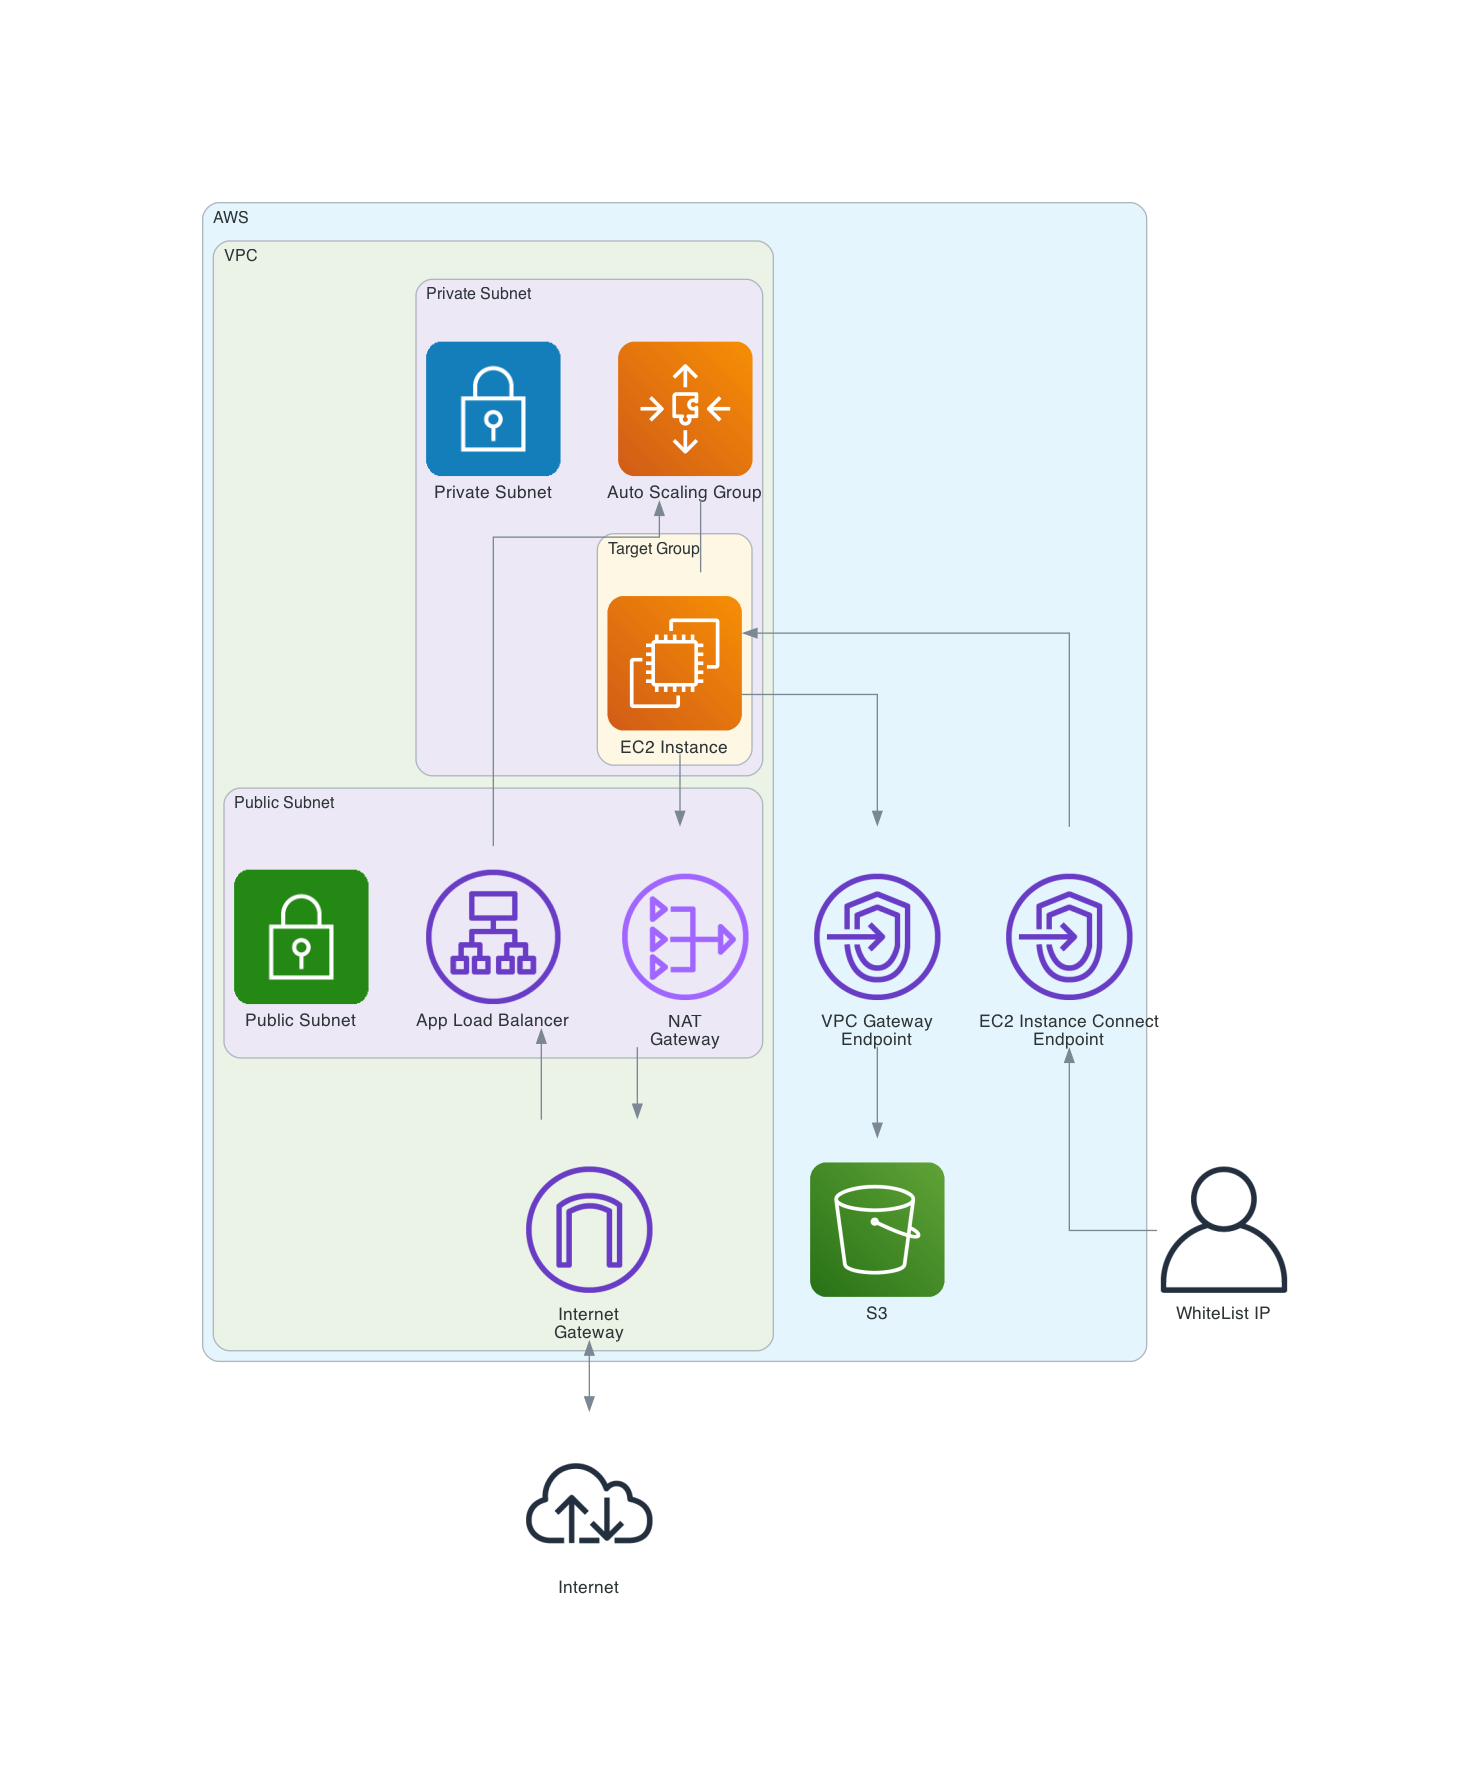 AWS
VPC
Private Subnet
Private Subnet
Auto Scaling Group
Target Group
EC2 Instance
Public Subnet
Public Subnet
App Load Balancer
NAT
Gateway
VPC Gateway
Endpoint
EC2 Instance Connect
Endpoint
Internet
Gateway
S3
WhiteList IP
Internet